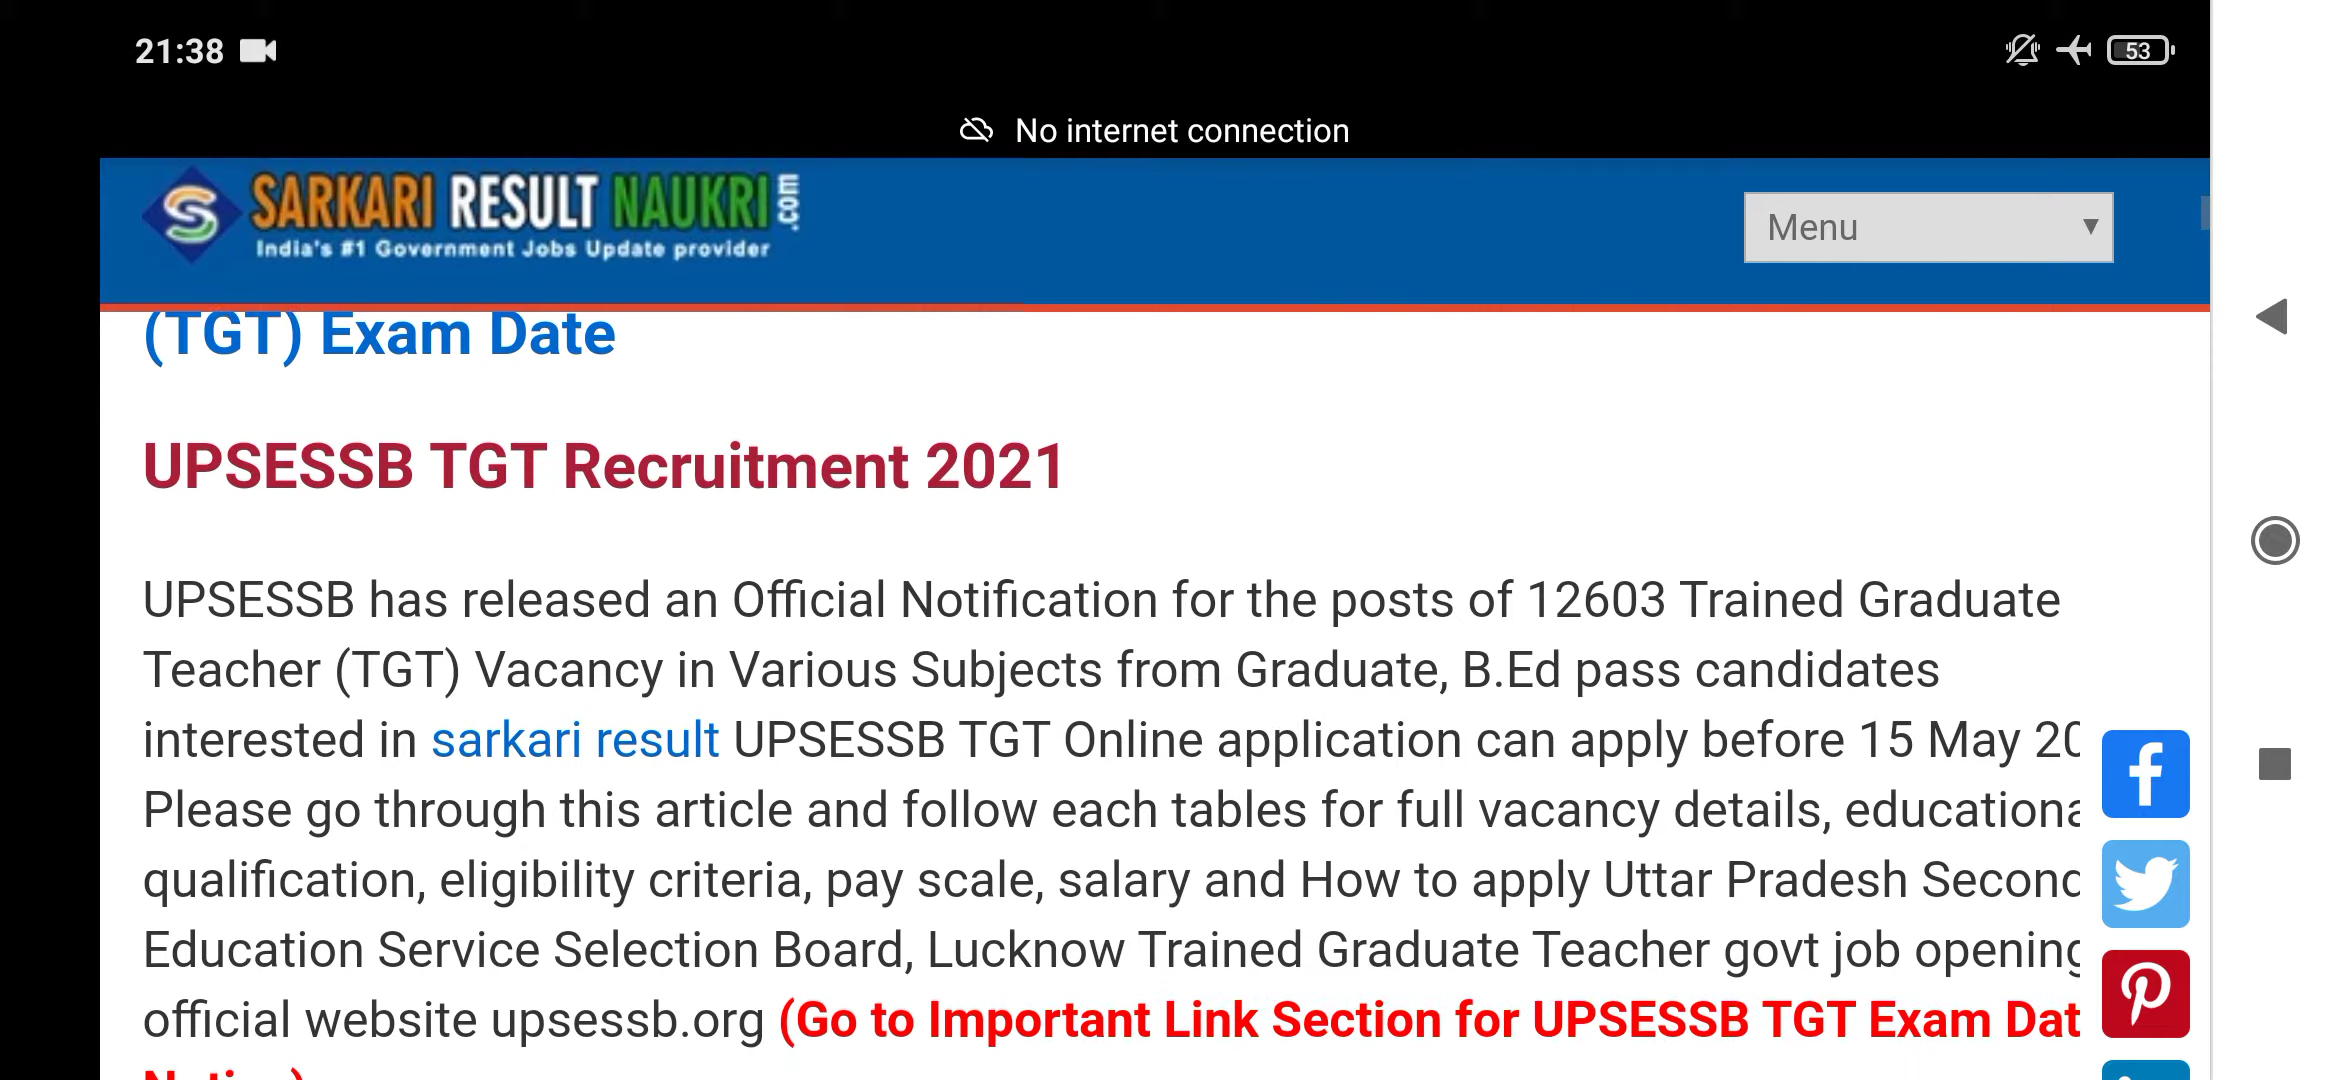 21:38
53
No internet connection
SARKARI RESULT NAUKRI .com
India's #1 Government Jobs Update provider
Menu
(TGT) Exam Date
UPSESSB TGT Recruitment 2021
UPSESSB has released an Official Notification for the posts of 12603 Trained Graduate
Teacher (TGT) Vacancy in Various Subjects from Graduate, B.Ed pass candidates
interested in sarkari result UPSESSB TGT Online application can apply before 15 May 20
Please go through this article and follow each tables for full vacancy details, educationa
qualification, eligibility criteria, pay scale, salary and How to apply Uttar Pradesh Second
Education Service Selection Board, Lucknow Trained Graduate Teacher govt job opening
official website upsessb.org (Go to Important Link Section for UPSESSB TGT Exam Dat